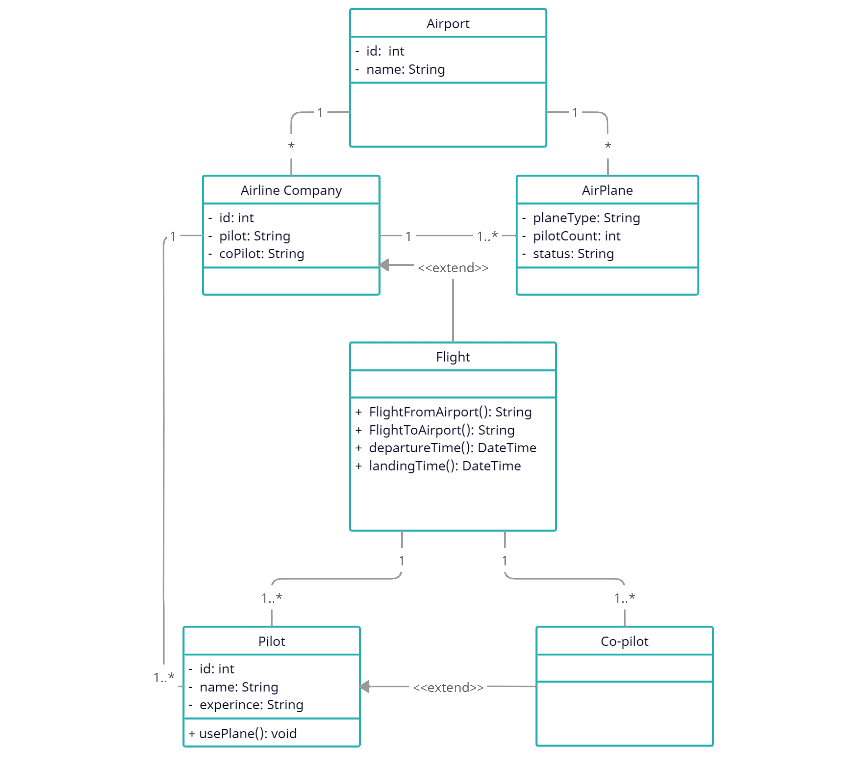 Airport
- id: int
- name: String
1
1
*
*
Airline Company
- id: int
- pilot: String
- coPilot: String
AirPlane
- planeType: String
- pilotCount: int
- status: String
1
1
1..*
<<extend>>
Flight
+ FlightFromAirport(): String
+ FlightToAirport(): String
+ departureTime(): DateTime
+ landingTime(): DateTime
1
1
1..*
1..*
Pilot
- id: int
- name: String
- experince: String
+ usePlane(): void
1..*
<<extend>>
Co-pilot